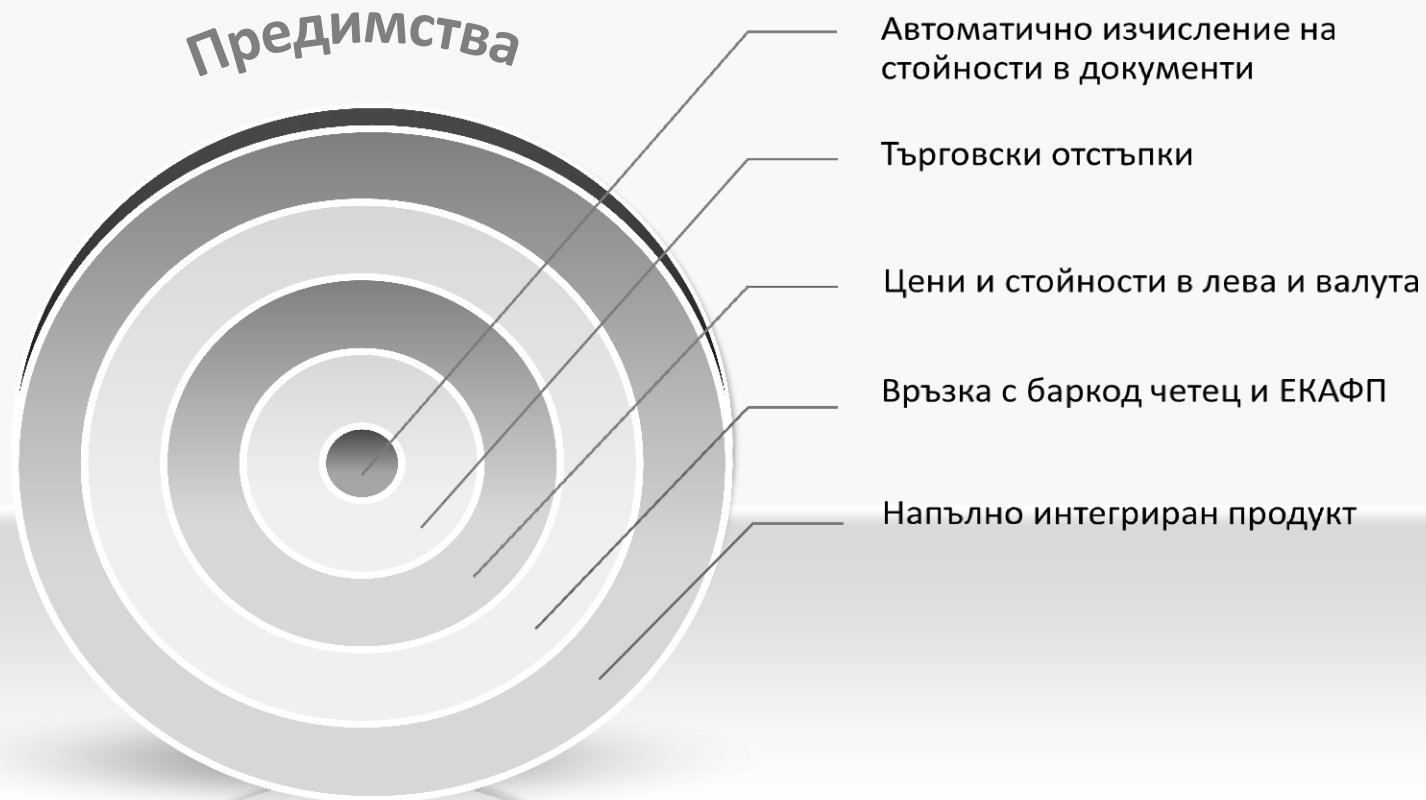 Предимства
Автоматично изчисление на
стойности в документи
Търговски отстъпки
Цени и стойности в лева и валута
Връзка с баркод четец и ЕКАФП
Напълно интегриран продукт